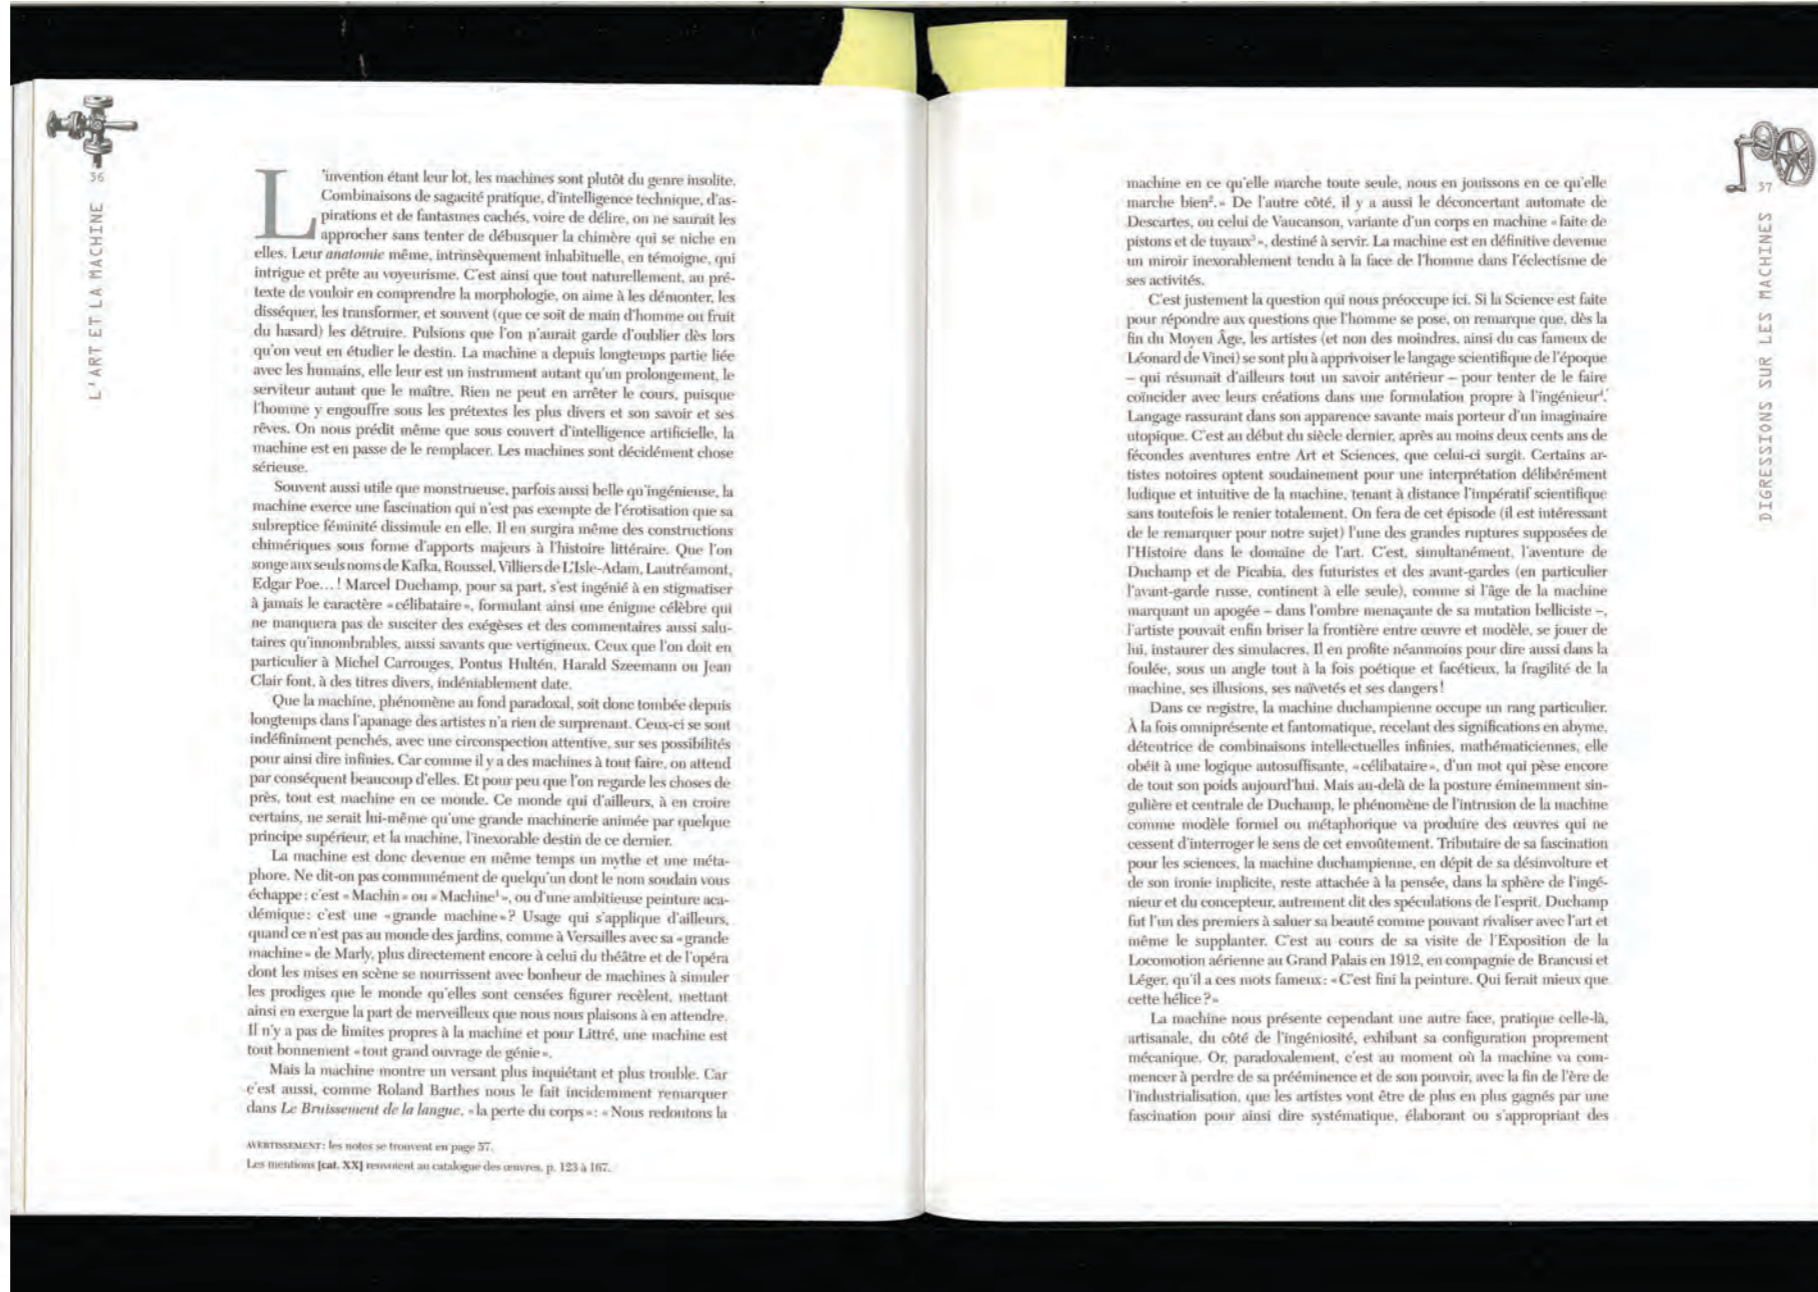 36
L'ART ET LA MACHINE
L'invention étant leur lot, les machines sont plutôt du genre insolite.
Combinaisons de sagacité pratique, d'intelligence technique, d'as-
pirations et de fantasmes cachés, voire de délire, on ne saurait les
approcher sans tenter de débusquer la chimère qui se niche en
elles. Leur anatomie même, intrinsèquement inhabituelle, en témoigne, qui
intrigue et prête au voyeurisme. C'est ainsi que tout naturellement, au pré-
texte de vouloir en comprendre la morphologie, on aime à les démonter, les
disséquer, les transformer, et souvent (que ce soit de main d'homme ou fruit
du hasard) les détruire. Pulsions que l'on n'aurait garde d'oublier dès lors
qu'on veut en étudier le destin. La machine a depuis longtemps partie liée
avec les humains, elle leur est un instrument autant qu'un prolongement, le
serviteur autant que le maître. Rien ne peut en arrêter le cours, puisque
l'homme y engouffre sous les prétextes les plus divers et son savoir et ses
rêves. On nous prédit même que sous couvert d'intelligence artificielle, la
machine est en passe de le remplacer. Les machines sont décidément chose
sérieuse.
Souvent aussi utile que monstrueuse, parfois aussi belle qu'ingénieuse, la
machine exerce une fascination qui n'est pas exempte de l'érotisation que sa
subreptice féminité dissimule en elle. Il en surgira même des constructions
chimériques sous forme d'apports majeurs à l'histoire littéraire. Que l'on
songe aux seuls noms de Kafka, Roussel, Villiers de L'Isle-Adam, Lautréamont,
Edgar Poe... ! Marcel Duchamp, pour sa part, s'est ingénié à en stigmatiser
à jamais le caractère « célibataire », formulant ainsi une énigme célèbre qui
ne manquera pas de susciter des exégèses et des commentaires aussi salu-
taires qu'innombrables, aussi savants que vertigineux. Ceux que l'on doit en
particulier à Michel Carrouges, Pontus Hultén, Harald Szeemann ou Jean
Clair font, à des titres divers, indéniablement date.
Que la machine, phénomène au fond paradoxal, soit donc tombée depuis
longtemps dans l'apanage des artistes n'a rien de surprenant. Ceux-ci se sont
indéfiniment penchés, avec une circonspection attentive, sur ses possibilités
pour ainsi dire infinies. Car comme il y a des machines à tout faire, on attend
par conséquent beaucoup d'elles. Et pour peu que l'on regarde les choses de
près, tout est machine en ce monde. Ce monde qui d'ailleurs, à en croire
certains, ne serait lui-même qu'une grande machinerie animée par quelque
principe supérieur, et la machine, l'inexorable destin de ce dernier.
La machine est donc devenue en même temps un mythe et une méta-
phore. Ne dit-on pas communément de quelqu'un dont le nom soudain vous
échappe : c'est « Machin » ou « Machine¹ », ou d'une ambitieuse peinture aca-
démique : c'est une « grande machine » ? Usage qui s'applique d'ailleurs,
quand ce n'est pas au monde des jardins, comme à Versailles avec sa « grande
machine » de Marly, plus directement encore à celui du théâtre et de l'opéra
dont les mises en scène se nourrissent avec bonheur de machines à simuler
les prodiges que le monde qu'elles sont censées figurer recèlent, mettant
ainsi en exergue la part de merveilleux que nous nous plaisons à en attendre.
Il n'y a pas de limites propres à la machine et pour Littré, une machine est
tout bonnement « tout grand ouvrage de génie ».
Mais la machine montre un versant plus inquiétant et plus trouble. Car
c'est aussi, comme Roland Barthes nous le fait incidemment remarquer
dans Le Bruissement de la langue, « la perte du corps » : « Nous redoutons la
AVERTISSEMENT : les notes se trouvent en page 57.
Les mentions [cat. XX] renvoient au catalogue des œuvres, p. 123 à 167.
37
DIGRESSIONS SUR LES MACHINES
machine en ce qu'elle marche toute seule, nous en jouissons en ce qu'elle
marche bien². » De l'autre côté, il y a aussi le déconcertant automate de
Descartes, ou celui de Vaucanson, variante d'un corps en machine « faite de
pistons et de tuyaux³ », destiné à servir. La machine est en définitive devenue
un miroir inexorablement tendu à la face de l'homme dans l'éclectisme de
ses activités.
C'est justement la question qui nous préoccupe ici. Si la Science est faite
pour répondre aux questions que l'homme se pose, on remarque que, dès la
fin du Moyen Âge, les artistes (et non des moindres, ainsi du cas fameux de
Léonard de Vinci) se sont plu à apprivoiser le langage scientifique de l'époque
– qui résumait d'ailleurs tout un savoir antérieur – pour tenter de le faire
coïncider avec leurs créations dans une formulation propre à l'ingénieur⁴.
Langage rassurant dans son apparence savante mais porteur d'un imaginaire
utopique. C'est au début du siècle dernier, après au moins deux cents ans de
fécondes aventures entre Art et Sciences, que celui-ci surgit. Certains ar-
tistes notoires optent soudainement pour une interprétation délibérément
ludique et intuitive de la machine, tenant à distance l'impératif scientifique
sans toutefois le renier totalement. On fera de cet épisode (il est intéressant
de le remarquer pour notre sujet) l'une des grandes ruptures supposées de
l'Histoire dans le domaine de l'art. C'est, simultanément, l'aventure de
Duchamp et de Picabia, des futuristes et des avant-gardes (en particulier
l'avant-garde russe, continent à elle seule), comme si l'âge de la machine
marquant un apogée – dans l'ombre menaçante de sa mutation belliciste –,
l'artiste pouvait enfin briser la frontière entre œuvre et modèle, se jouer de
lui, instaurer des simulacres. Il en profite néanmoins pour dire aussi dans la
foulée, sous un angle tout à la fois poétique et facétieux, la fragilité de la
machine, ses illusions, ses naïvetés et ses dangers !
Dans ce registre, la machine duchampienne occupe un rang particulier.
À la fois omniprésente et fantomatique, recelant des significations en abyme,
détentrice de combinaisons intellectuelles infinies, mathématiciennes, elle
obéit à une logique autosuffisante, « célibataire », d'un mot qui pèse encore
de tout son poids aujourd'hui. Mais au-delà de la posture éminemment sin-
gulière et centrale de Duchamp, le phénomène de l'intrusion de la machine
comme modèle formel ou métaphorique va produire des œuvres qui ne
cessent d'interroger le sens de cet envoûtement. Tributaire de sa fascination
pour les sciences, la machine duchampienne, en dépit de sa désinvolture et
de son ironie implicite, reste attachée à la pensée, dans la sphère de l'ingé-
nieur et du concepteur, autrement dit des spéculations de l'esprit. Duchamp
fut l'un des premiers à saluer sa beauté comme pouvant rivaliser avec l'art et
même le supplanter. C'est au cours de sa visite de l'Exposition de la
Locomotion aérienne au Grand Palais en 1912, en compagnie de Brancusi et
Léger, qu'il a ces mots fameux : « C'est fini la peinture. Qui ferait mieux que
cette hélice ? »
La machine nous présente cependant une autre face, pratique celle-là,
artisanale, du côté de l'ingéniosité, exhibant sa configuration proprement
mécanique. Or, paradoxalement, c'est au moment où la machine va com-
mencer à perdre de sa prééminence et de son pouvoir, avec la fin de l'ère de
l'industrialisation, que les artistes vont être de plus en plus gagnés par une
fascination pour ainsi dire systématique, élaborant ou s'appropriant des